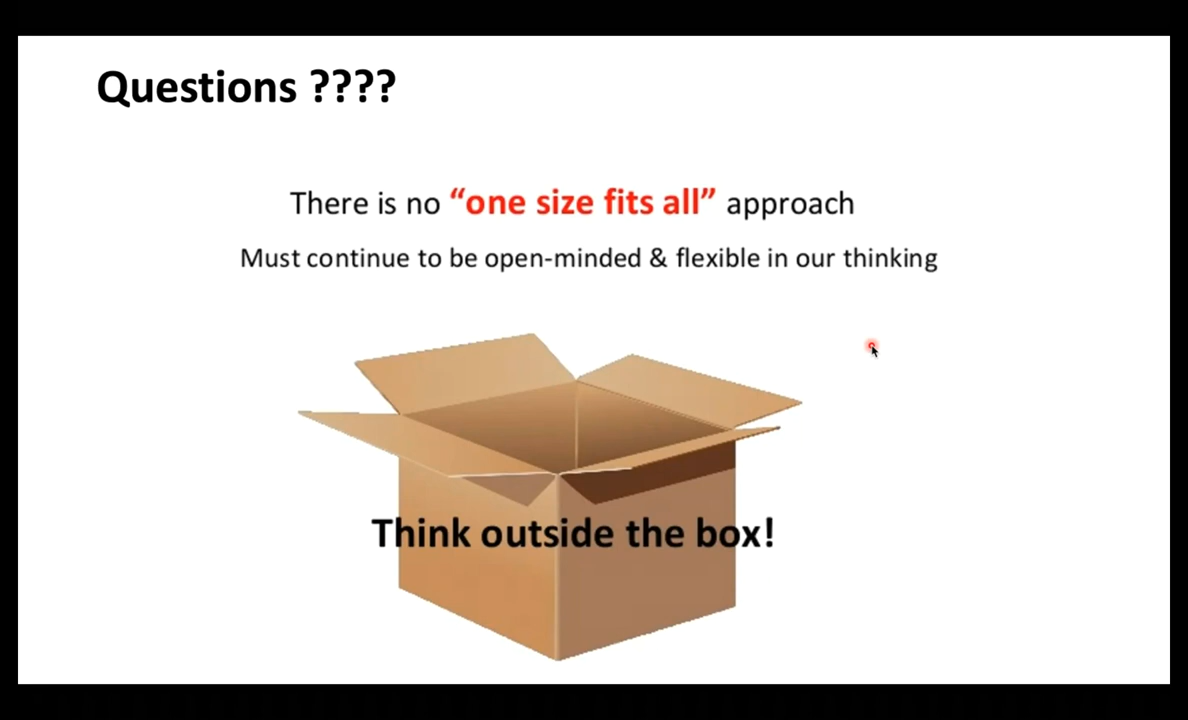 Questions ????
There is no “one size fits all” approach
Must continue to be open-minded & flexible in our thinking
Think outside the box!